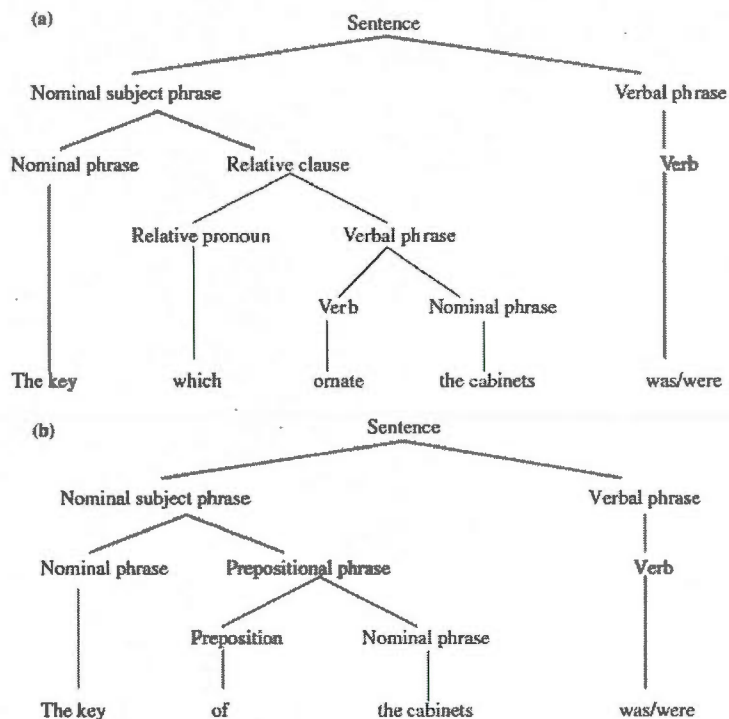 (a)
Sentence
Nominal subject phrase Verbal phrase
Nominal phrase Relative clause Verb
Relative pronoun Verbal phrase
Verb Nominal phrase
The key which ornate the cabinets was/were
(b)
Sentence
Nominal subject phrase Verbal phrase
Nominal phrase Prepositional phrase Verb
Preposition Nominal phrase
The key of the cabinets was/were